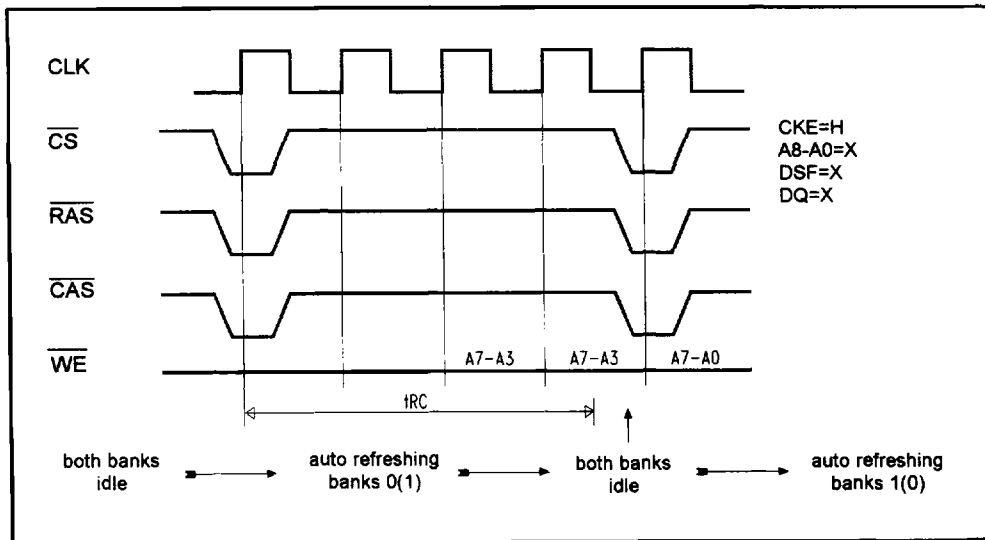 CLK
CS
RAS
CAS
WE
CKE=H
A8-A0=X
DSF=X
DQ=X
A7-A3
A7-A3
A7-A0
tRC
both banks
idle
auto refreshing
banks 0(1)
both banks
idle
auto refreshing
banks 1(0)